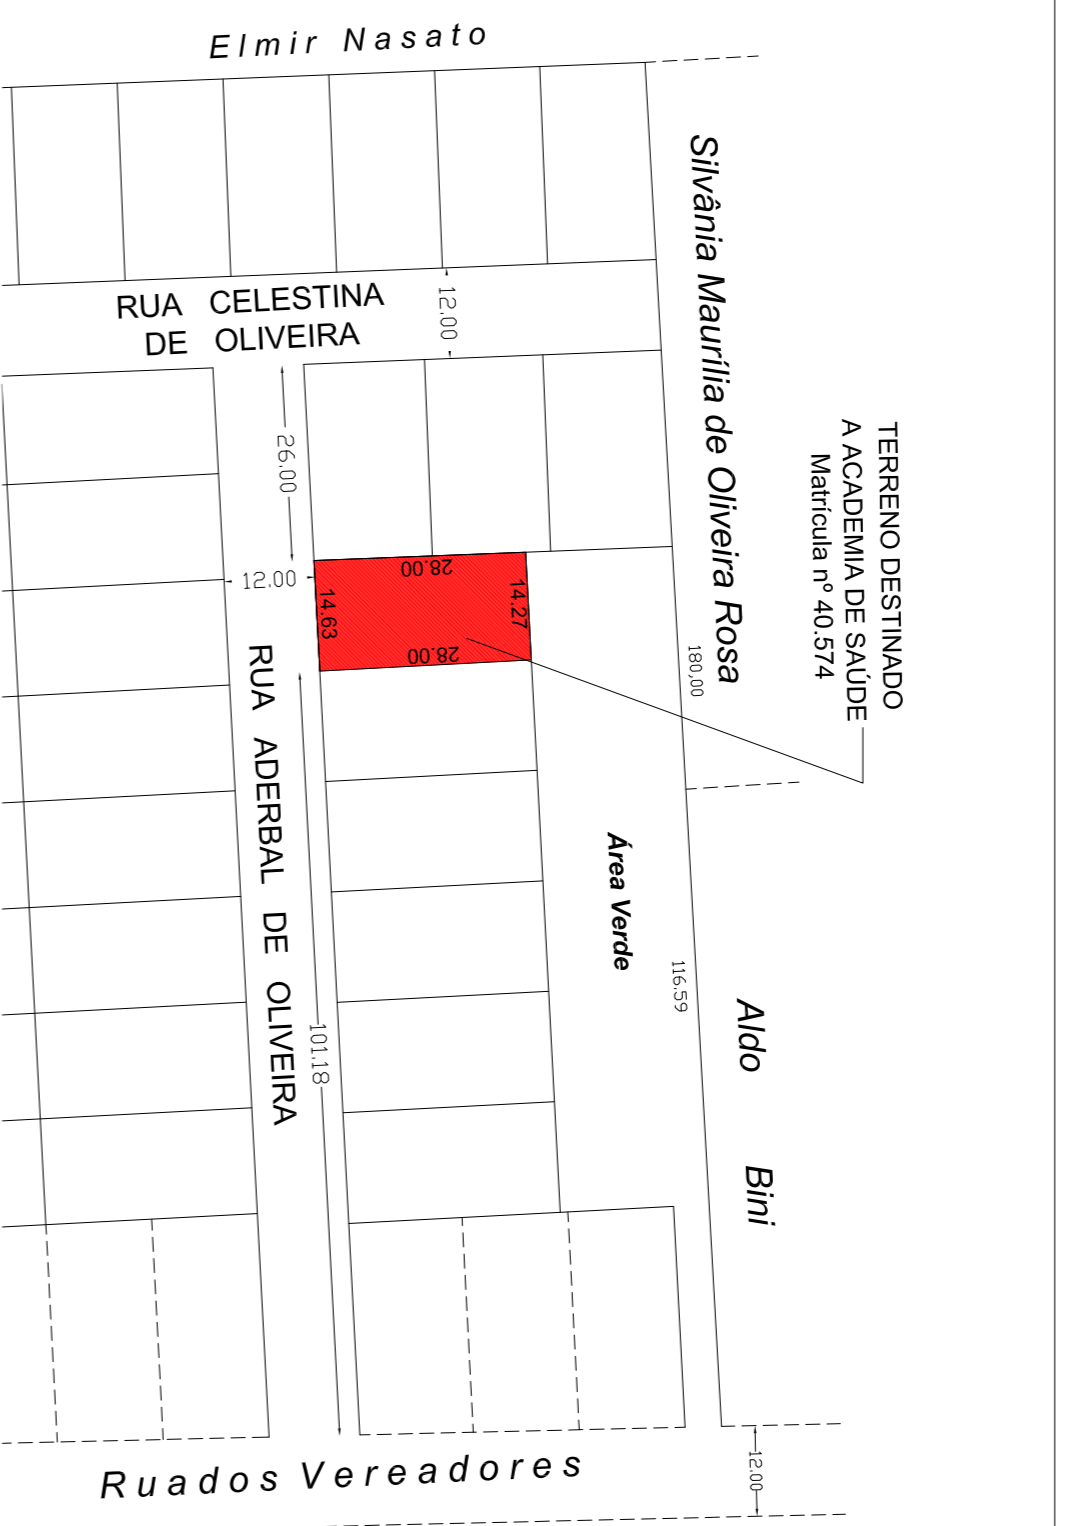 Elmir Nasato
Silvânia Maurília de Oliveira Rosa
RUA CELESTINA
DE OLIVEIRA
12.00
TERRENO DESTINADO
A ACADEMIA DE SAÚDE
Matrícula nº 40.574
26.00
12.00
28.00
14.27
14.63
28.00
180,00
RUA ADERBAL DE OLIVEIRA
Área Verde
116.59
101.18
Aldo Bini
Ruados Vereadores
12.00